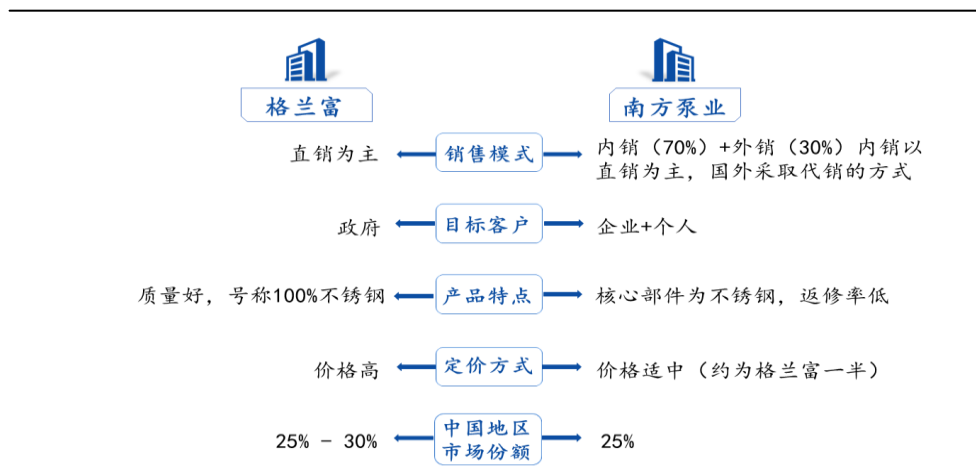 格兰富
南方泵业
直销为主
销售模式
内销（70%）+外销（30%）内销以
直销为主，国外采取代销的方式
政府
目标客户
企业+个人
质量好，号称100%不锈钢
产品特点
核心部件为不锈钢，返修率低
价格高
定价方式
价格适中（约为格兰富一半）
25% - 30%
中国地区
市场份额
25%